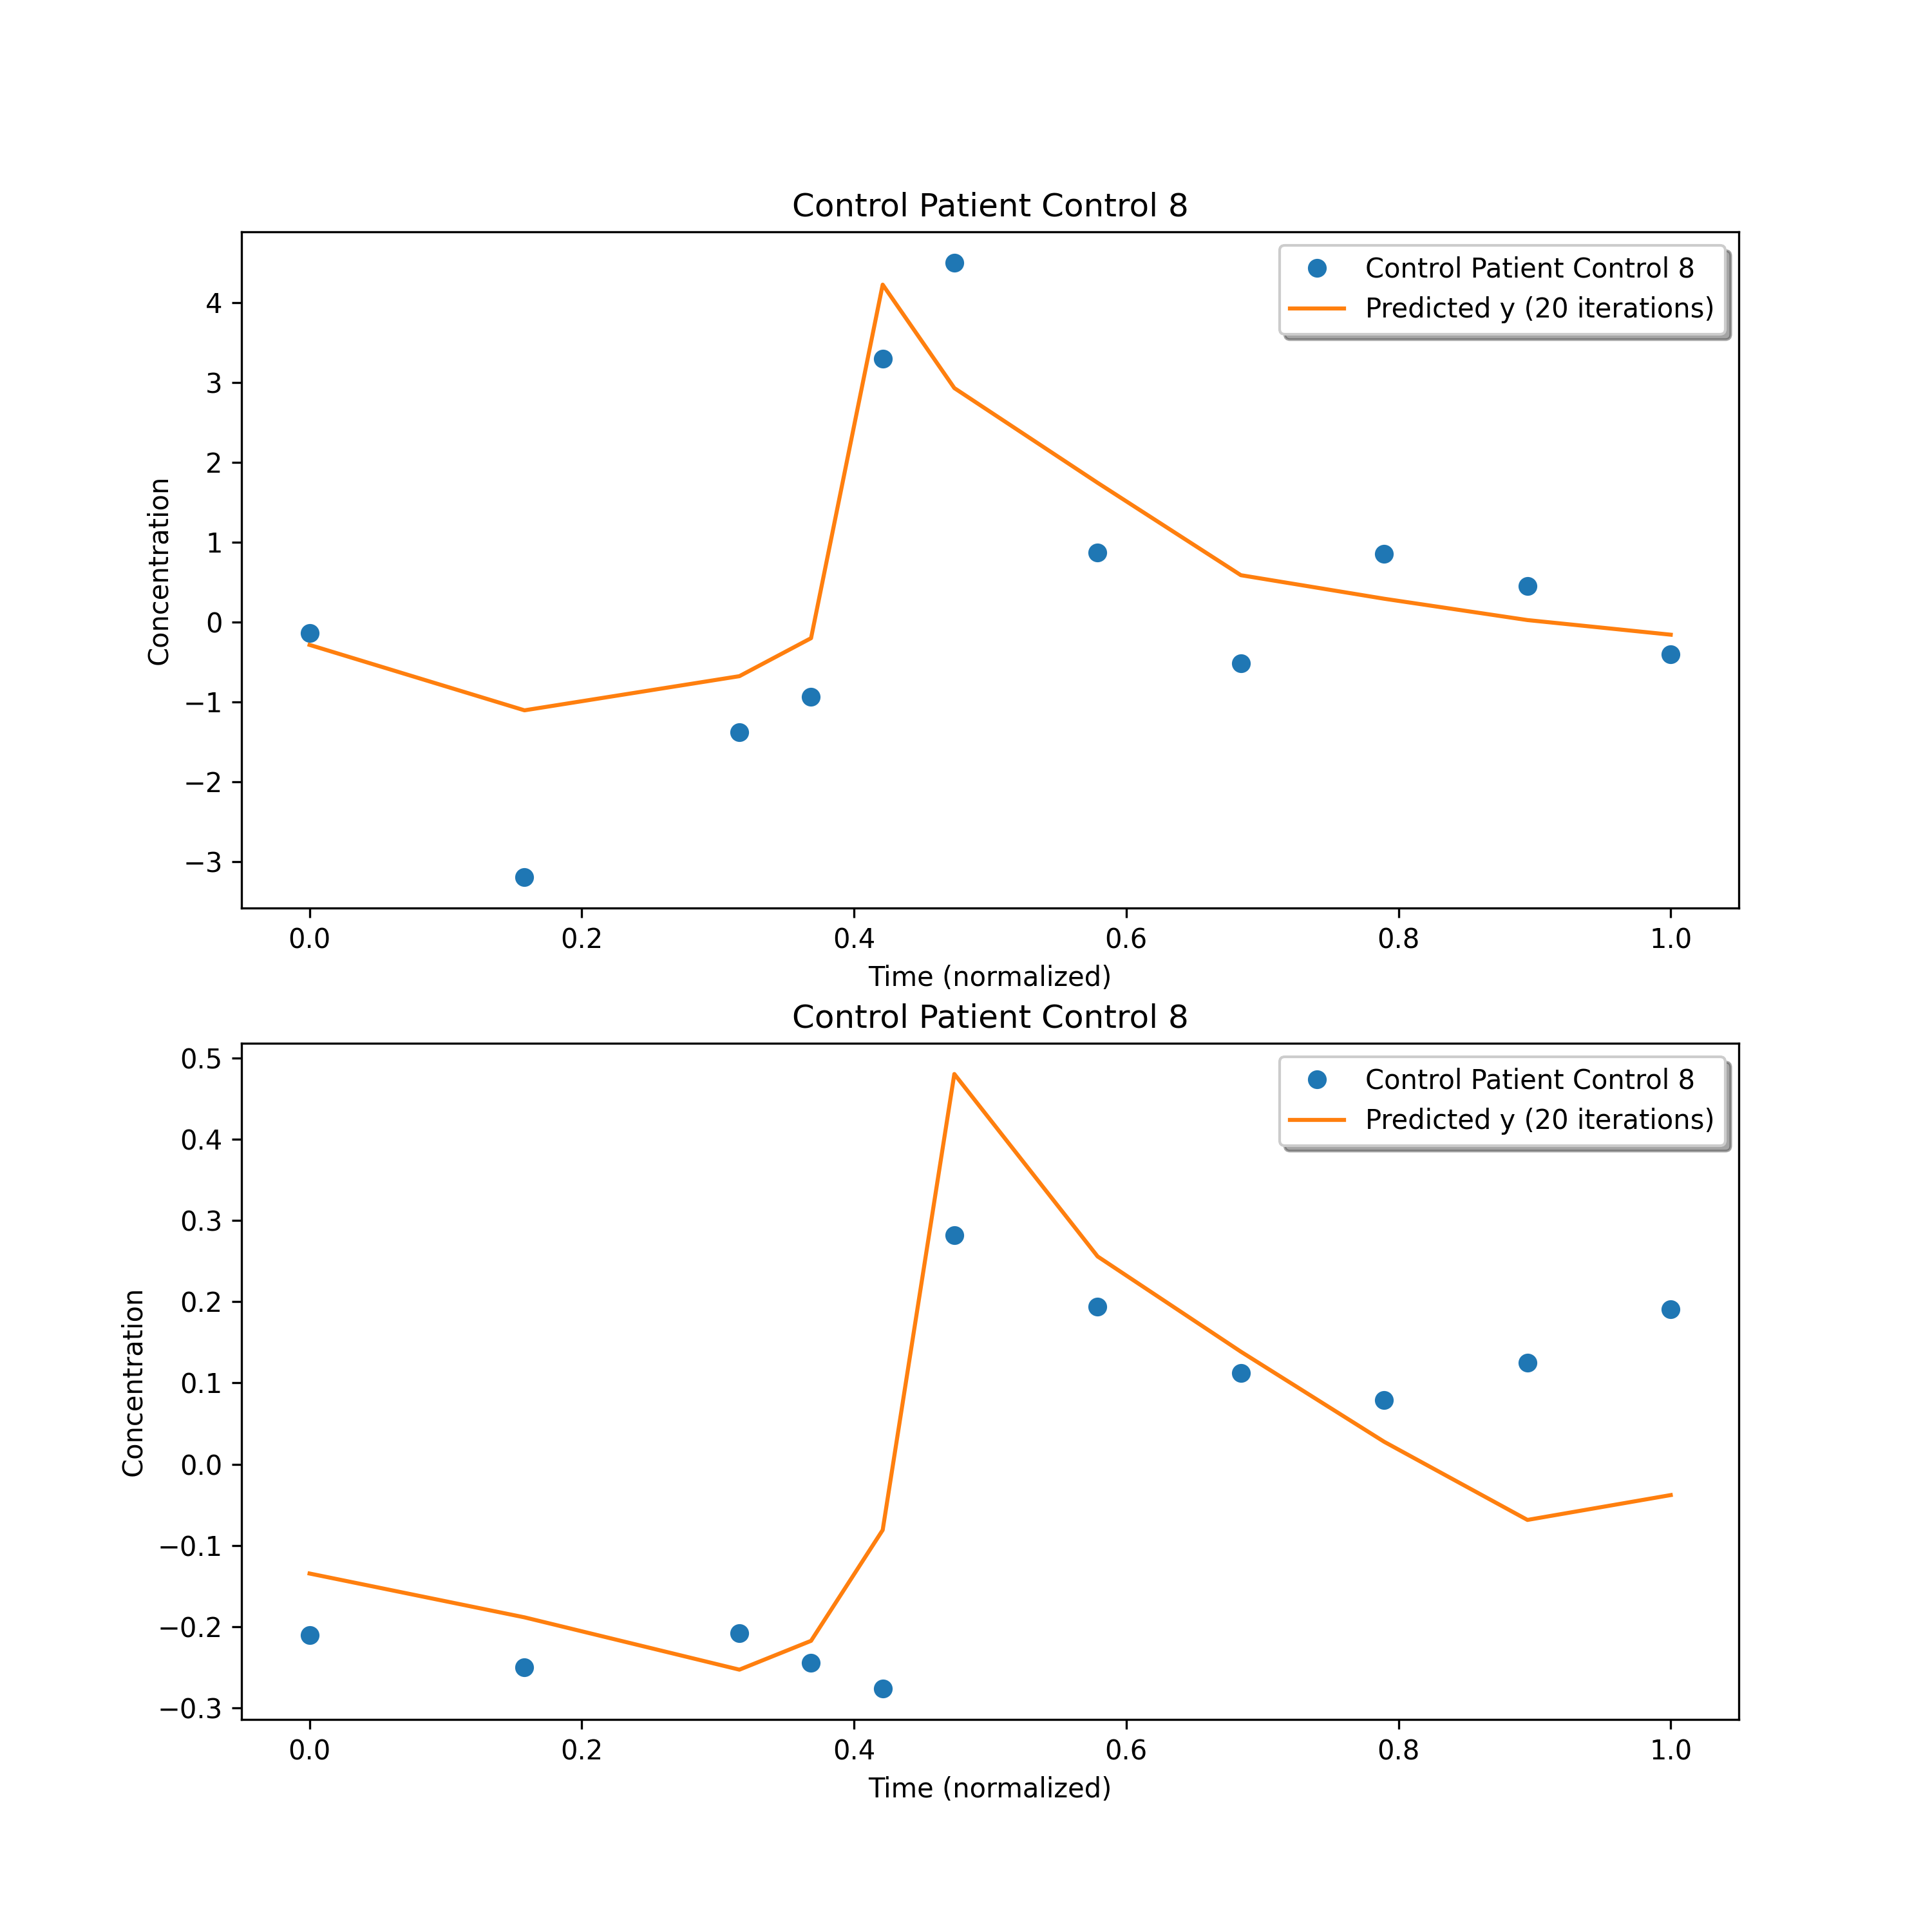 Control Patient Control 8
Control Patient Control 8
Predicted y (20 iterations)
4
3
2
1
0
−1
−2
−3
Concentration
0.0 0.2 0.4 0.6 0.8 1.0
Time (normalized)
Control Patient Control 8
Control Patient Control 8
Predicted y (20 iterations)
0.5
0.4
0.3
0.2
0.1
0.0
−0.1
−0.2
−0.3
Concentration
0.0 0.2 0.4 0.6 0.8 1.0
Time (normalized)